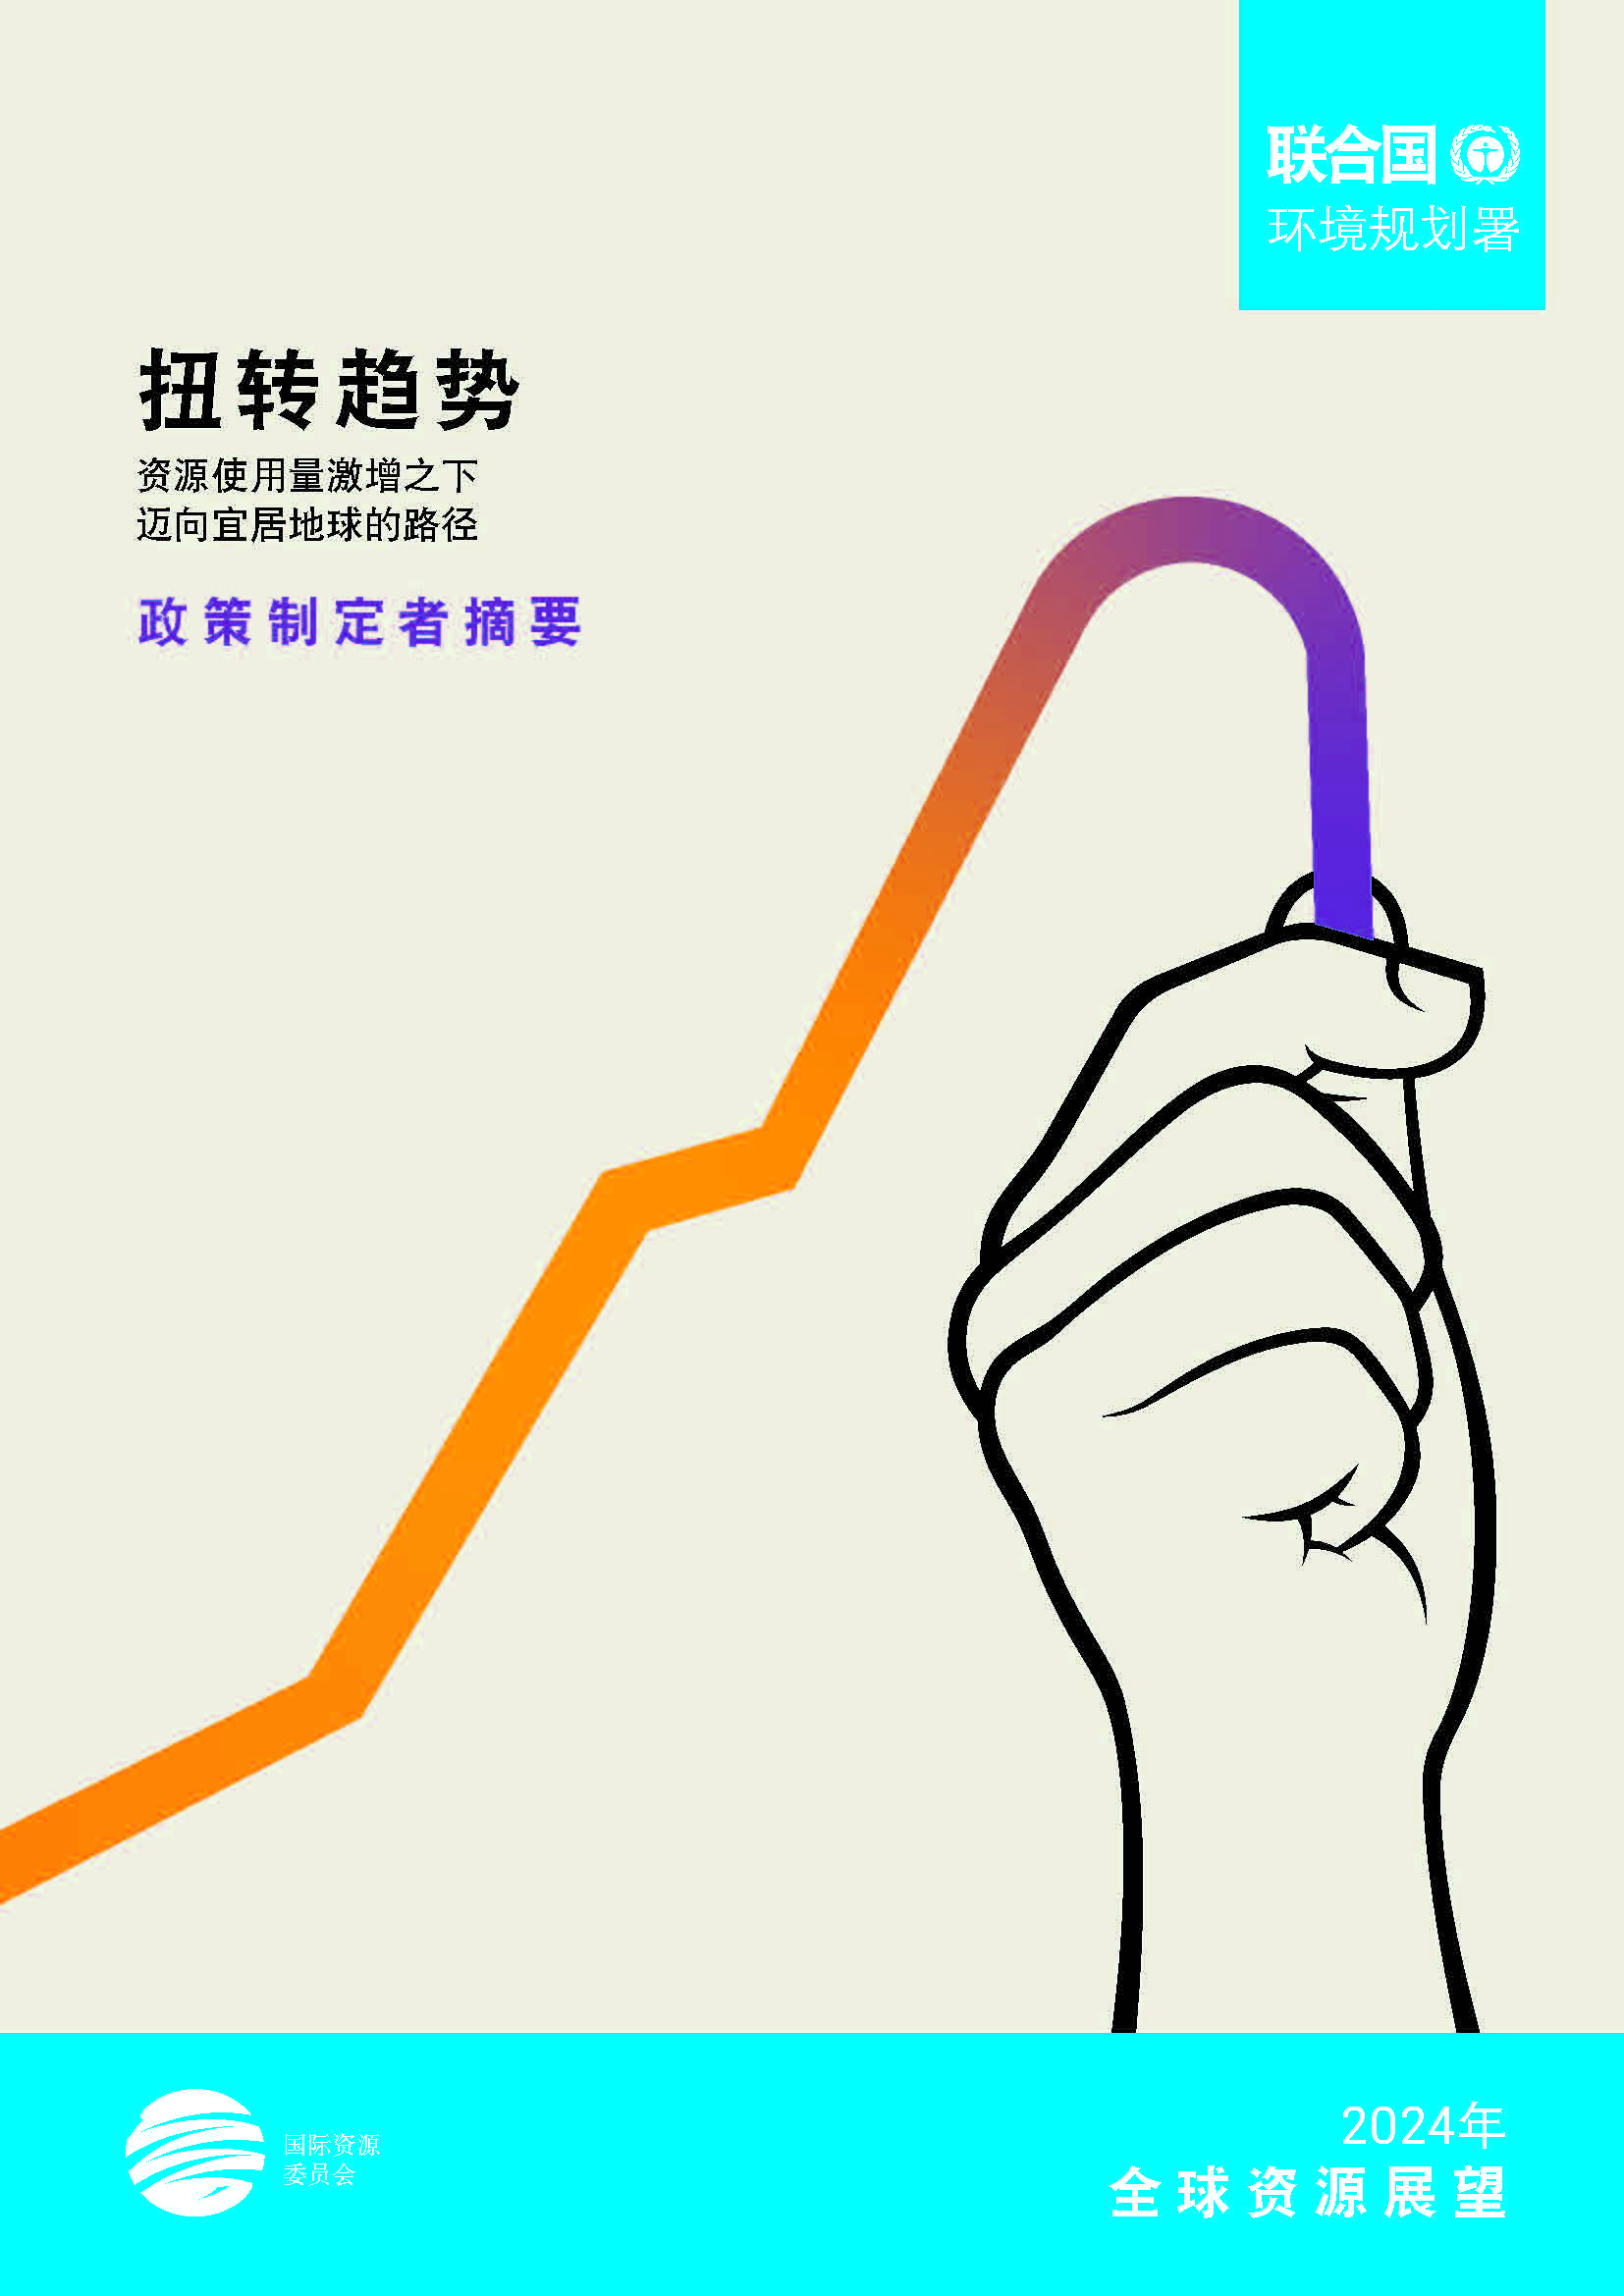 联合国
环境规划署
扭转趋势
资源使用量激增之下
迈向宜居地球的路径
政策制定者摘要
国际资源
委员会
2024年
全球资源展望